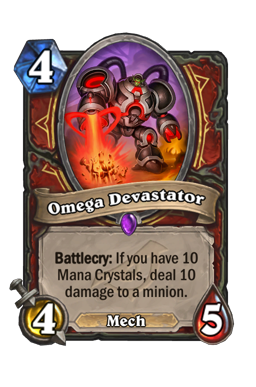 4
Omega Devastator
Battlecry: If you have 10
Mana Crystals, deal 10
damage to a minion.
4 Mech 5